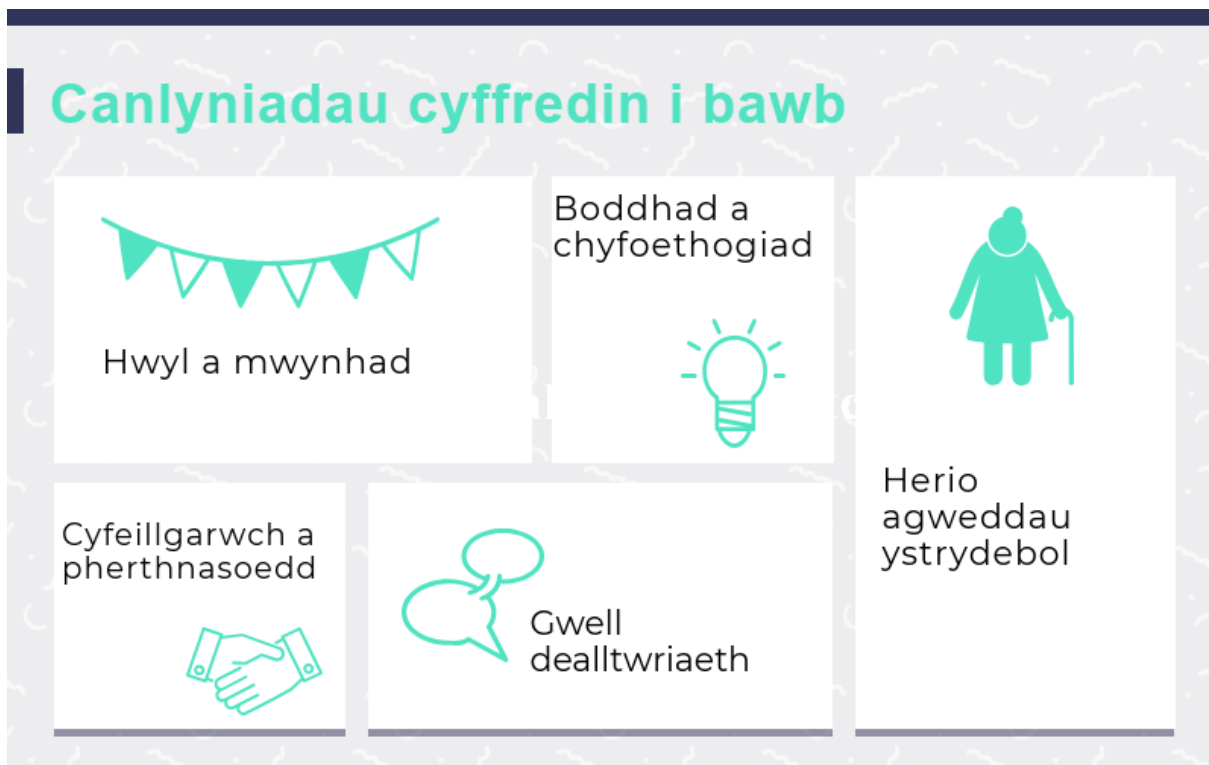 Canlyniadau cyffredin i bawb
Hwyl a mwynhad
Boddhad a
chyfoethogiad
Herio
agweddau
ystrydebol
Cyfeillgarwch a
pherthnasoedd
Gwell
dealltwriaeth